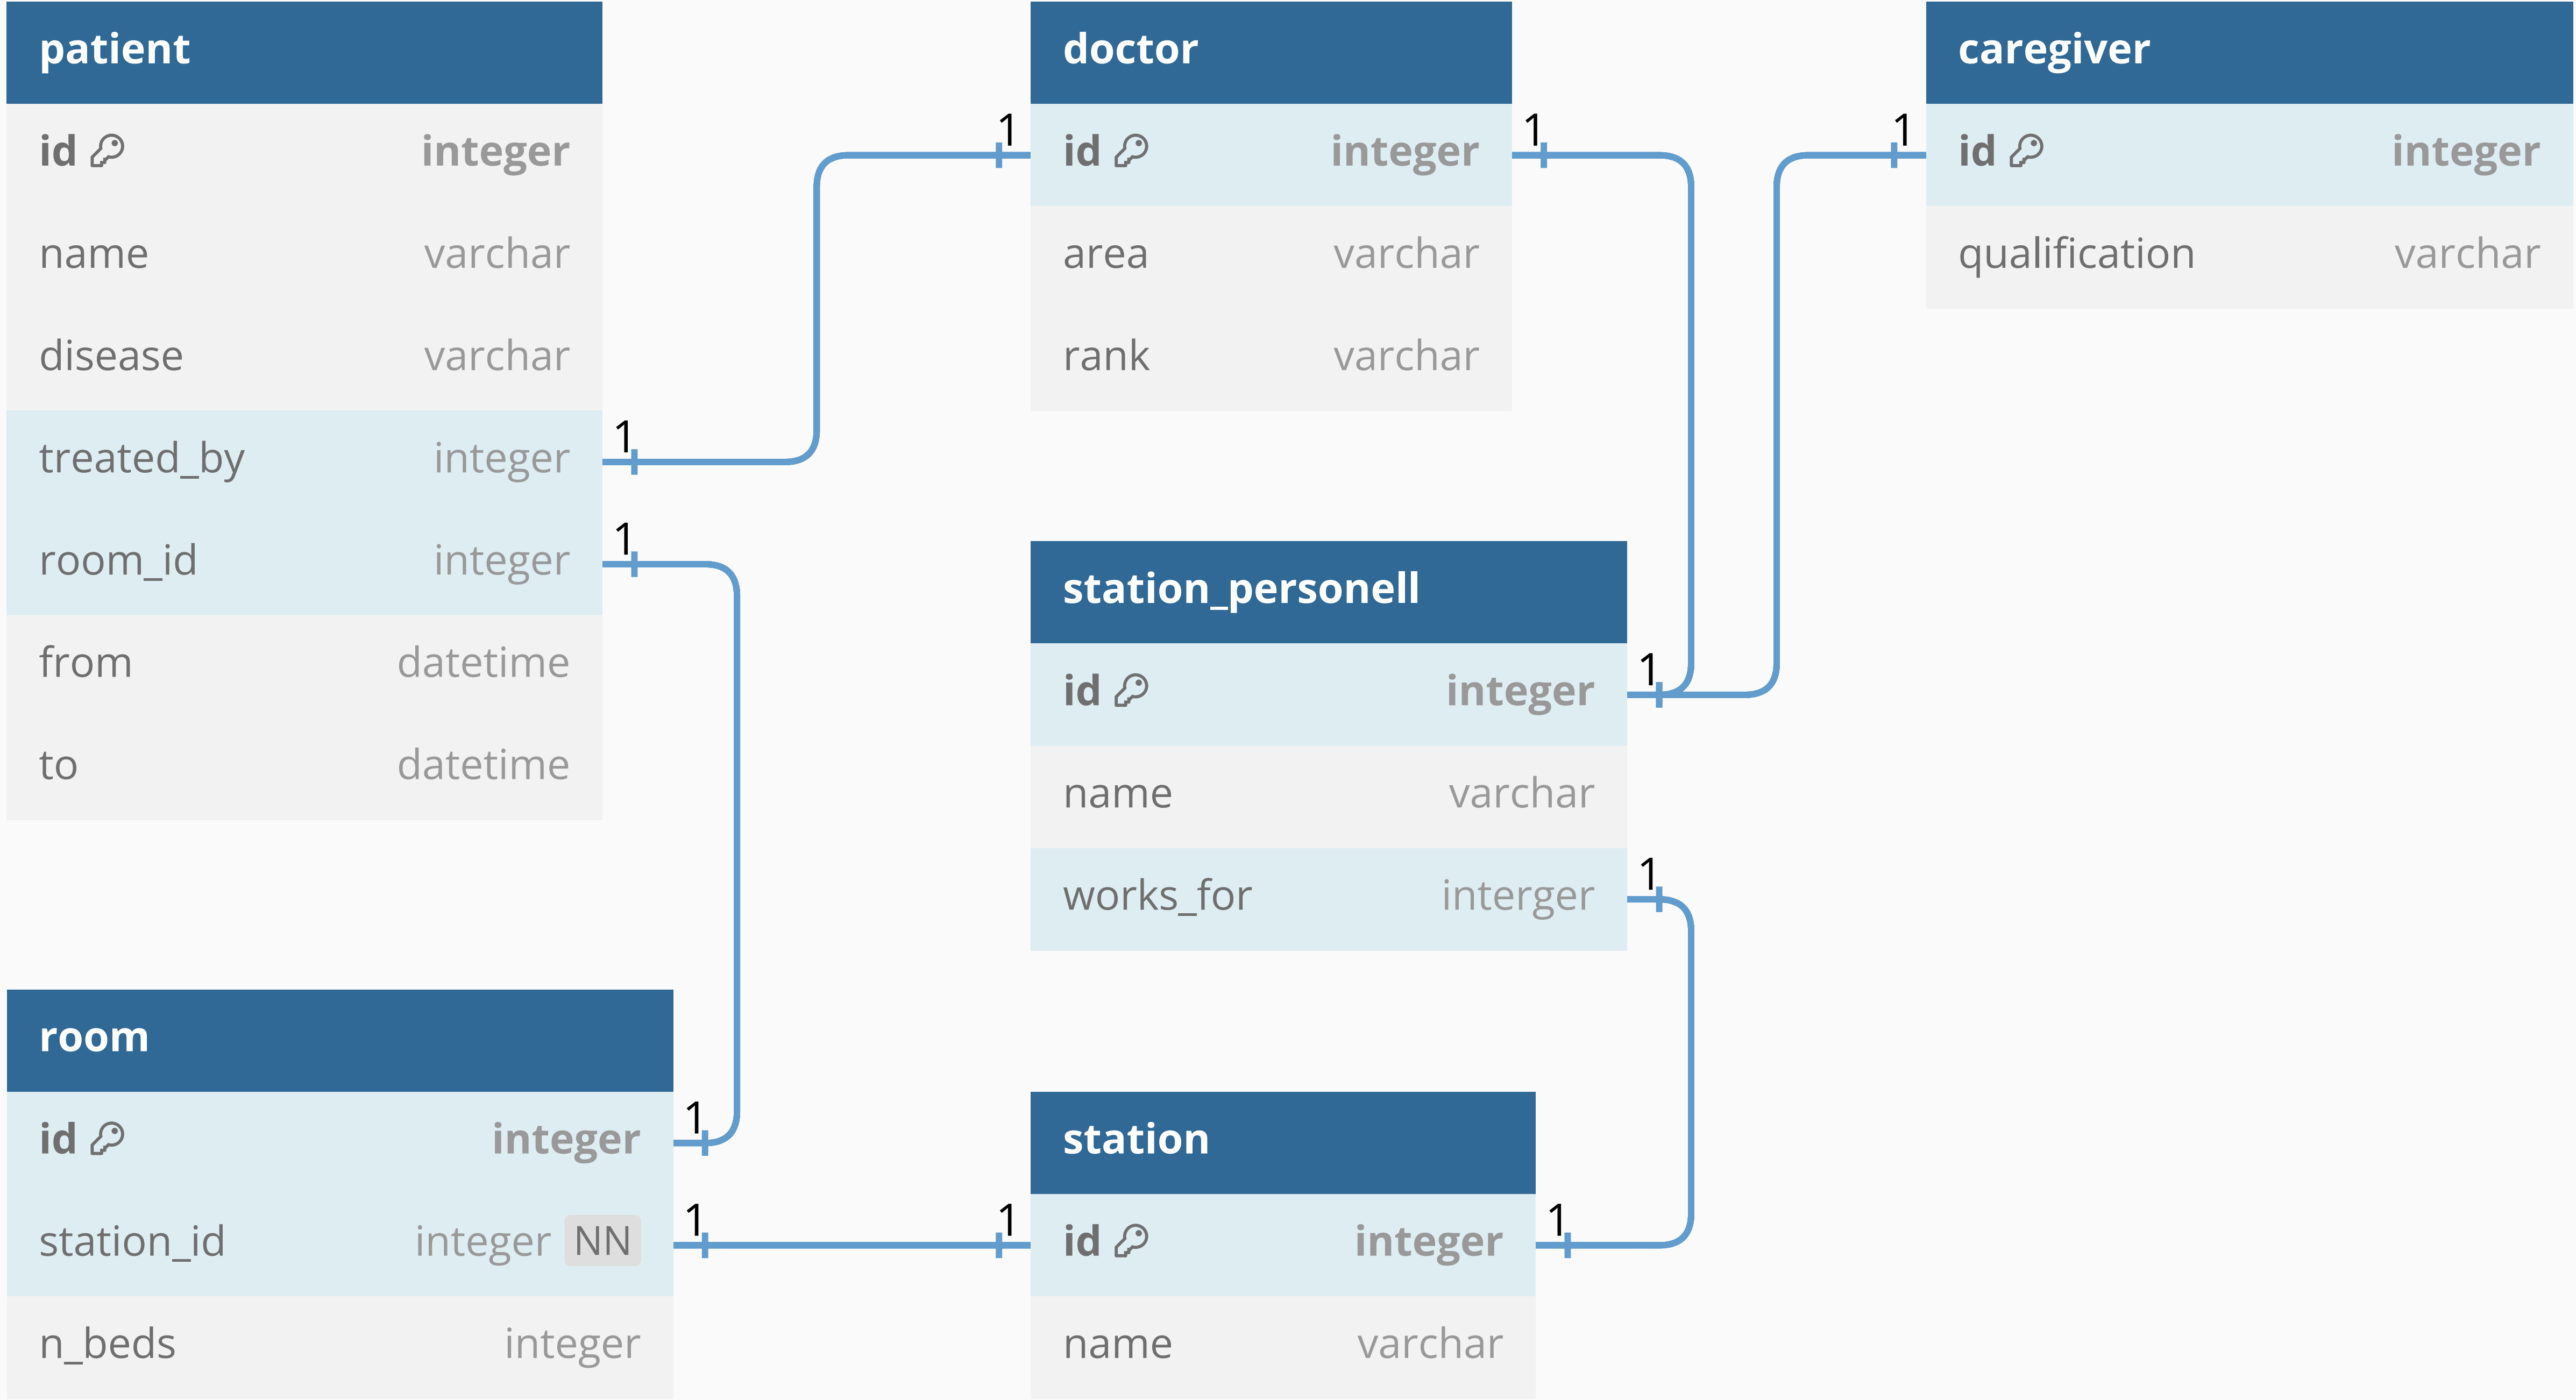 patient
id integer
name varchar
disease varchar
treated_by integer
room_id integer
from datetime
to datetime
1
1
doctor
id integer
area varchar
rank varchar
1
1
caregiver
id integer
qualification varchar
1
station_personell
id integer
name varchar
works_for interger
1
1
room
id integer
station_id integer NN
n_beds integer
1
1
station
id integer
name varchar
1
1